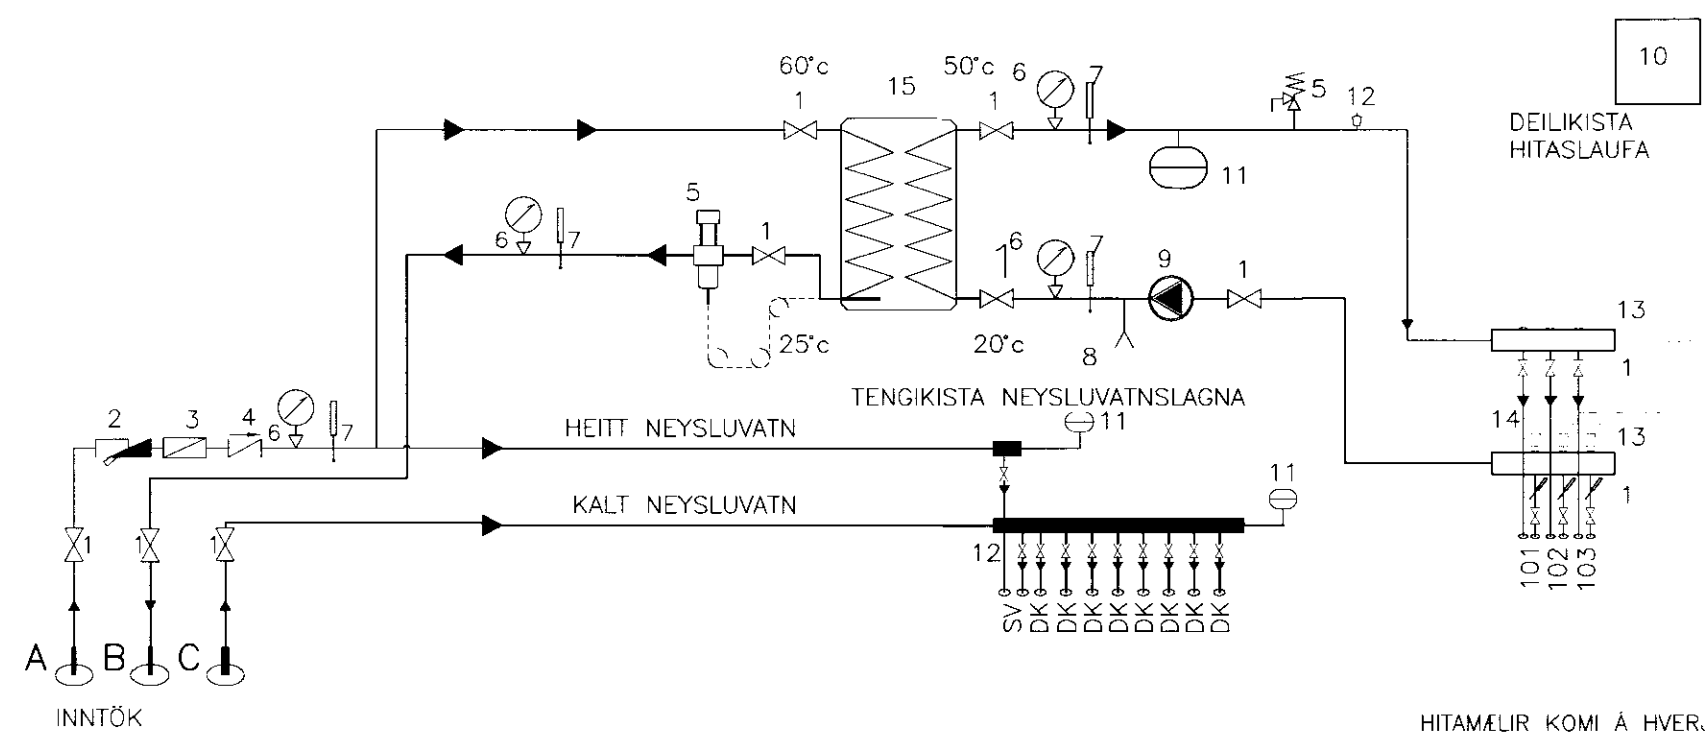 10
60°c
50°c
6
7
15
1
1
5
12
DEILIKISTA
HITASLAUFA
11
5
6
7
1
1
6
7
9
1
25°c
20°c
8
13
1
TENGIKISTA NEYSLUVATNSLAGNA
2
3
4
6
7
HEITT NEYSLUVATN
11
14
13
KALT NEYSLUVATN
11
1
1
1
1
12
101
102
103
SV
DK
DK
DK
DK
DK
DK
DK
DK
A
B
C
INNTÖK
HITAMÆLIR KOMI Á